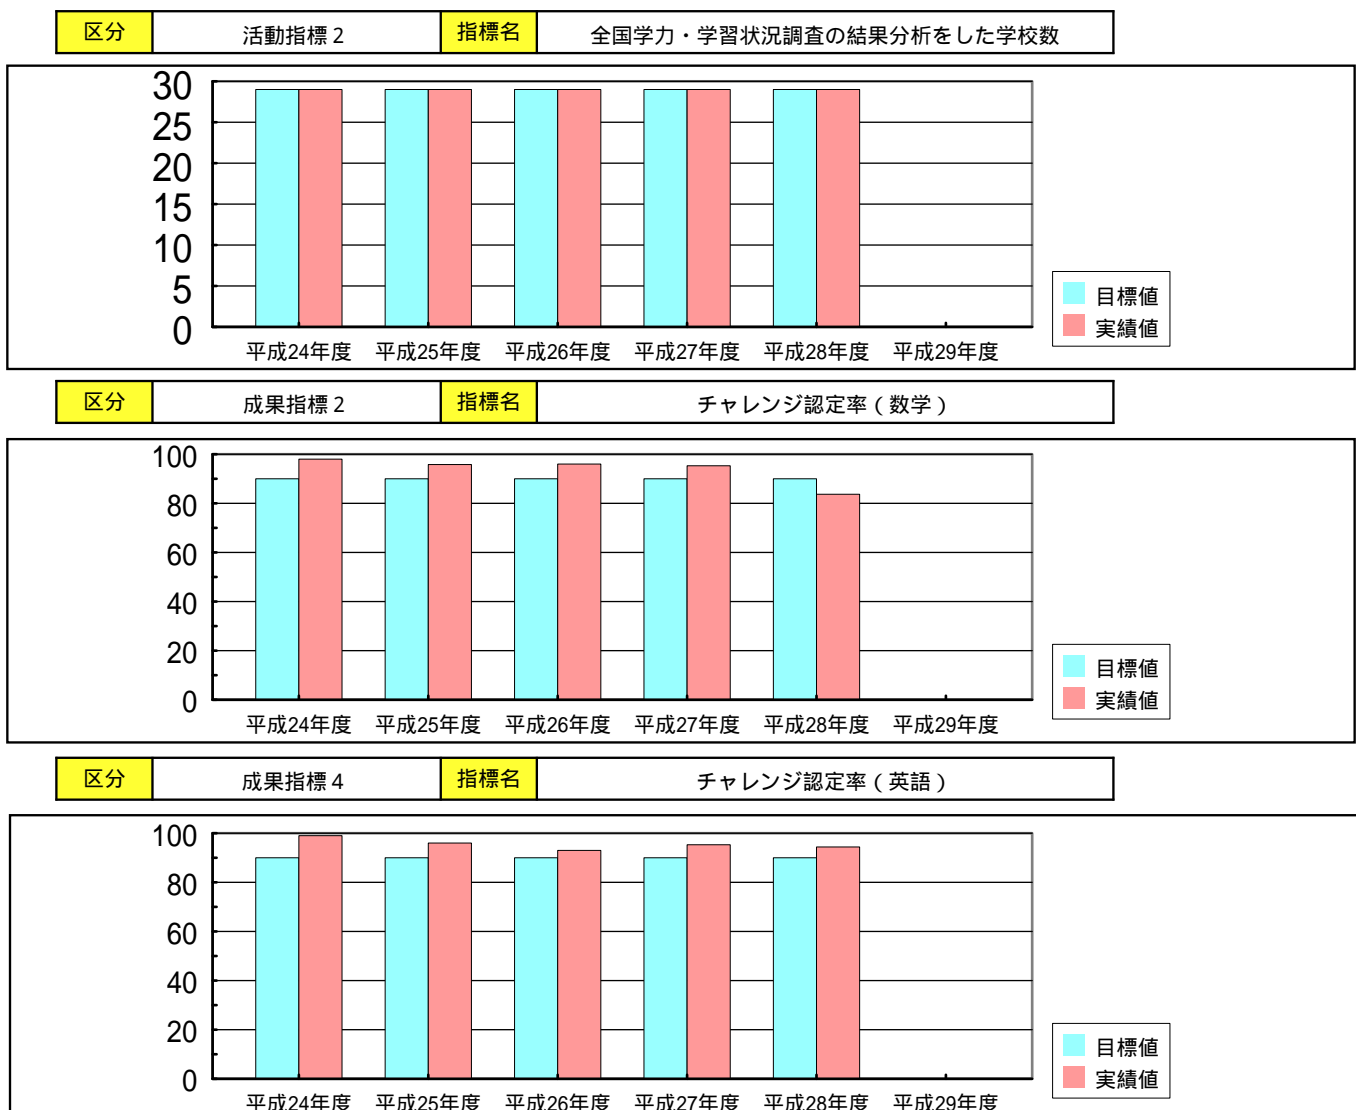 区分 活動指標２ 指標名 全国学力・学習状況調査の結果分析をした学校数
30
25
20
15
10
5
0
平成24年度 平成25年度 平成26年度 平成27年度 平成28年度 平成29年度
目標値
実績値
区分 成果指標２ 指標名 チャレンジ認定率（数学）
100
80
60
40
20
0
平成24年度 平成25年度 平成26年度 平成27年度 平成28年度 平成29年度
目標値
実績値
区分 成果指標４ 指標名 チャレンジ認定率（英語）
100
80
60
40
20
0
平成24年度 平成25年度 平成26年度 平成27年度 平成28年度 平成29年度
目標値
実績値